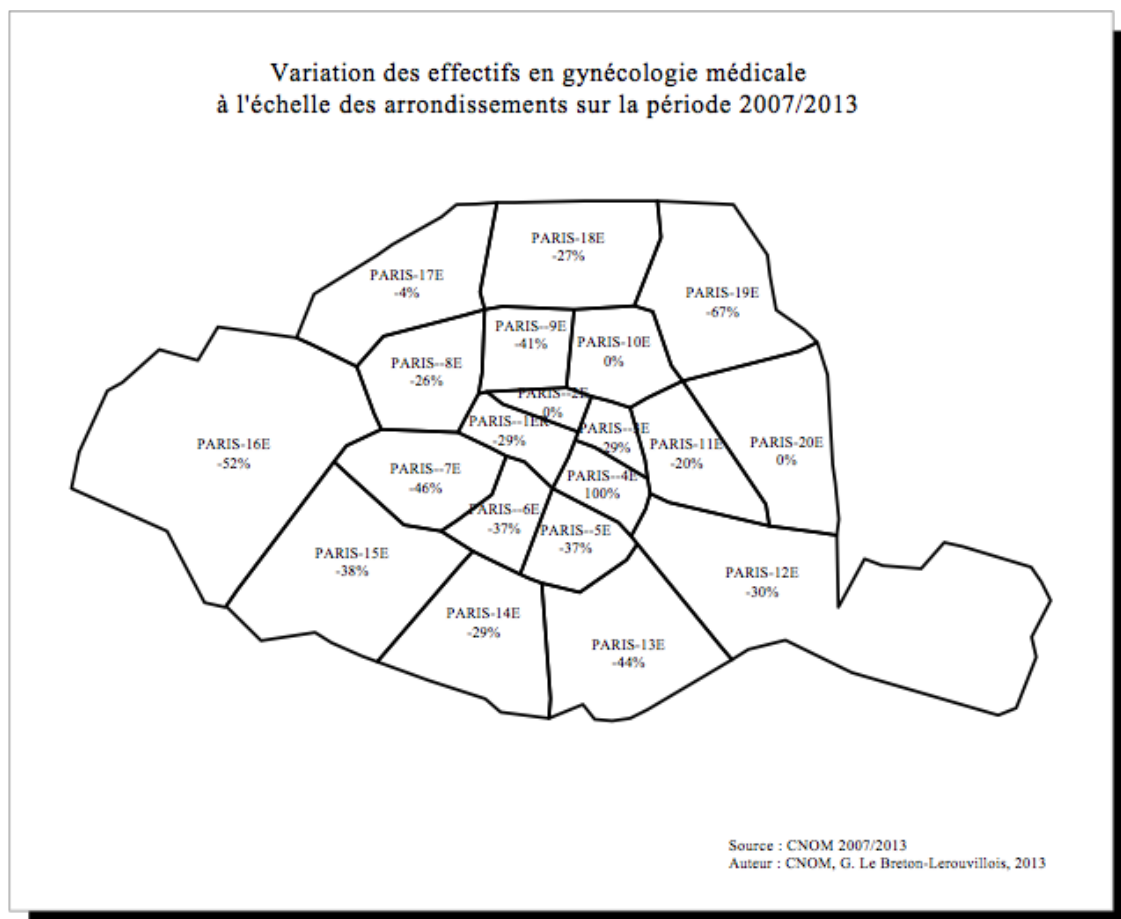 Variation des effectifs en gynécologie médicale
à l'échelle des arrondissements sur la période 2007/2013
PARIS-18E
-27%
PARIS-17E
-4%
PARIS-19E
-67%
PARIS--9E
-41%
PARIS-10E
0%
PARIS--8E
-26%
PARIS--2E
0%
PARIS--1ER
-29%
PARIS--3E
-29%
PARIS-11E
-20%
PARIS-20E
0%
PARIS-16E
-52%
PARIS--7E
-46%
PARIS--4E
100%
PARIS--6E
-37%
PARIS--5E
-37%
PARIS-15E
-38%
PARIS-12E
-30%
PARIS-14E
-29%
PARIS-13E
-44%
Source : CNOM 2007/2013
Auteur : CNOM, G. Le Breton-Lerouvillois, 2013